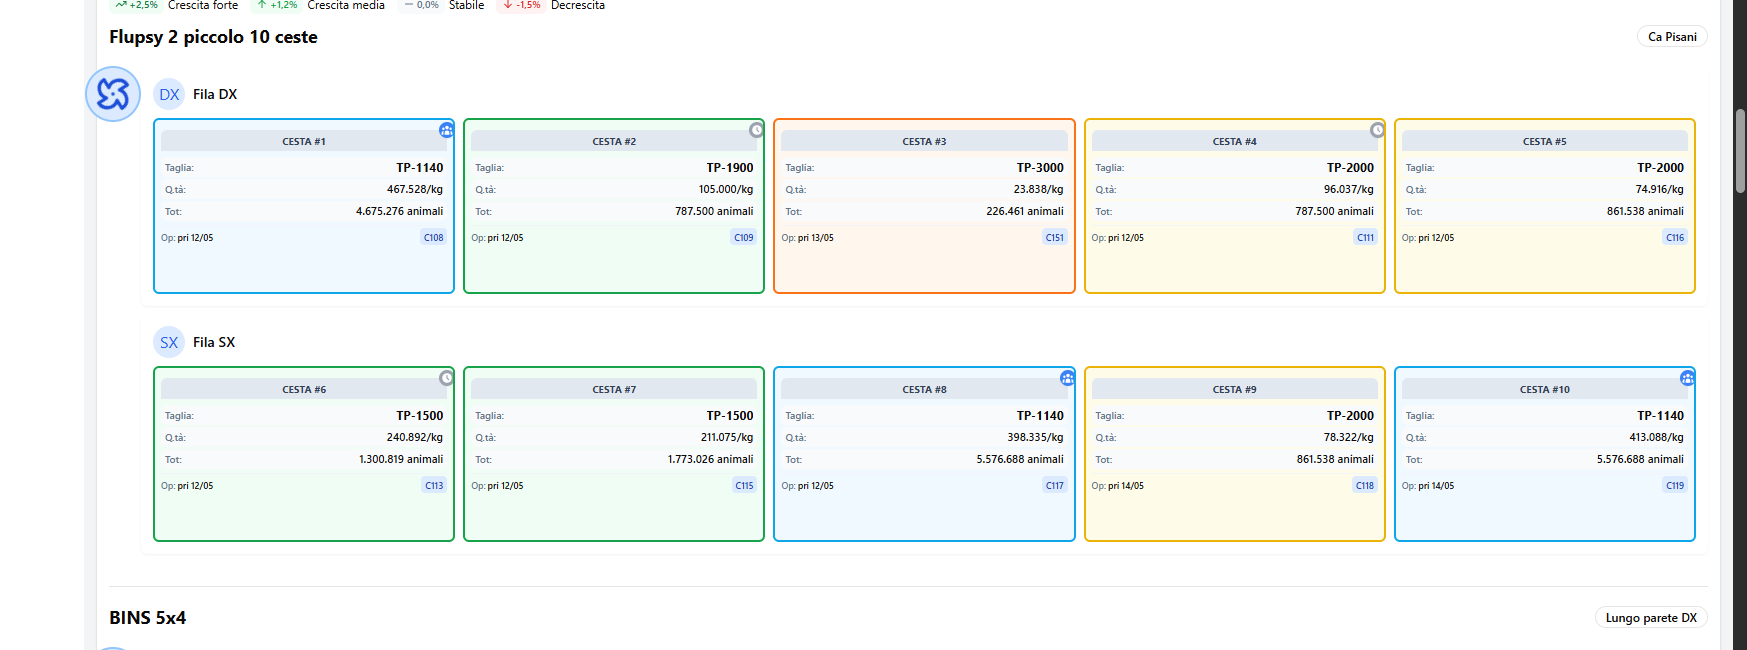 +2,5% Crescita forte +1,2% Crescita media 0,0% Stabile -1,5% Decrescita
Flupsy 2 piccolo 10 ceste
Ca Pisani
DX Fila DX
CESTA #1
Taglia: TP-1140
Q.tà: 467.528/kg
Tot: 4.675.276 animali
Op: pri 12/05 C108
CESTA #2
Taglia: TP-1900
Q.tà: 105.000/kg
Tot: 787.500 animali
Op: pri 12/05 C109
CESTA #3
Taglia: TP-3000
Q.tà: 23.838/kg
Tot: 226.461 animali
Op: pri 13/05 C151
CESTA #4
Taglia: TP-2000
Q.tà: 96.037/kg
Tot: 787.500 animali
Op: pri 12/05 C111
CESTA #5
Taglia: TP-2000
Q.tà: 74.916/kg
Tot: 861.538 animali
Op: pri 12/05 C116
SX Fila SX
CESTA #6
Taglia: TP-1500
Q.tà: 240.892/kg
Tot: 1.300.819 animali
Op: pri 12/05 C113
CESTA #7
Taglia: TP-1500
Q.tà: 211.075/kg
Tot: 1.773.026 animali
Op: pri 12/05 C115
CESTA #8
Taglia: TP-1140
Q.tà: 398.335/kg
Tot: 5.576.688 animali
Op: pri 12/05 C117
CESTA #9
Taglia: TP-2000
Q.tà: 78.322/kg
Tot: 861.538 animali
Op: pri 14/05 C118
CESTA #10
Taglia: TP-1140
Q.tà: 413.088/kg
Tot: 5.576.688 animali
Op: pri 14/05 C119
BINS 5x4
Lungo parete DX